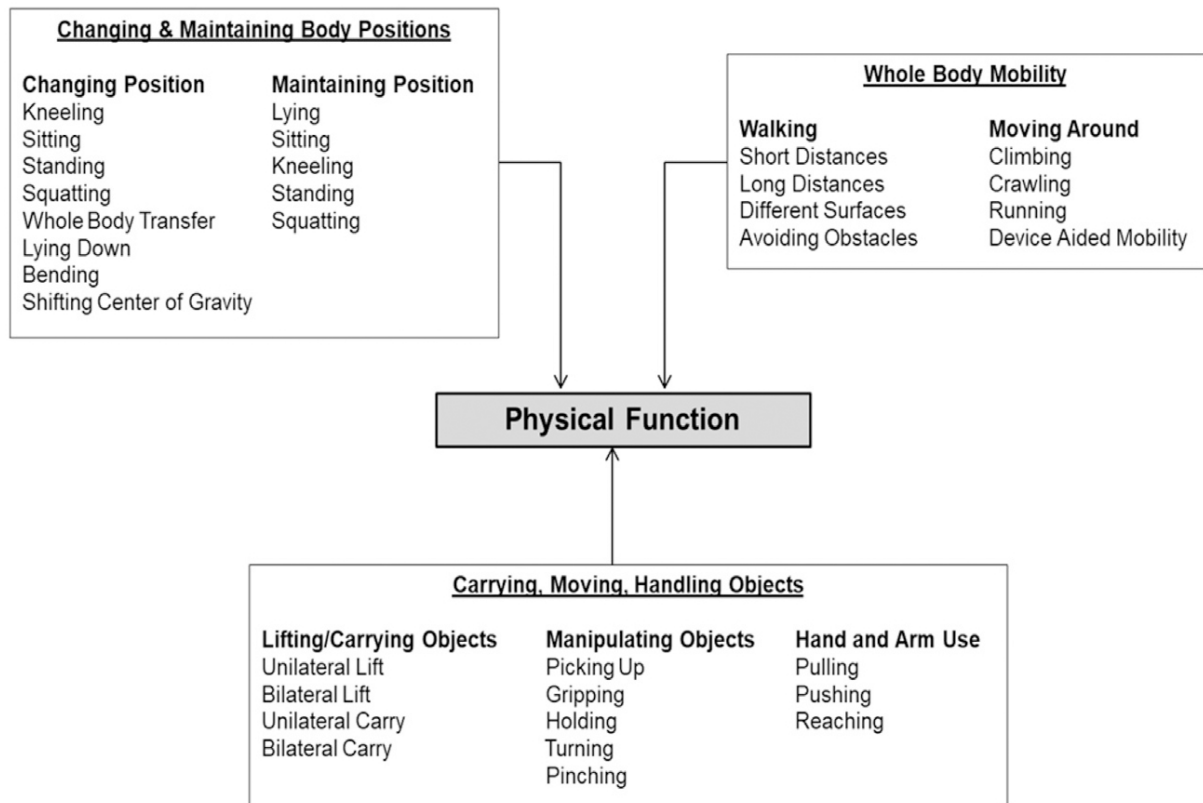 Changing & Maintaining Body Positions
Changing Position
Kneeling
Sitting
Standing
Squatting
Whole Body Transfer
Lying Down
Bending
Shifting Center of Gravity
Maintaining Position
Lying
Sitting
Kneeling
Standing
Squatting
Whole Body Mobility
Walking
Short Distances
Long Distances
Different Surfaces
Avoiding Obstacles
Moving Around
Climbing
Crawling
Running
Device Aided Mobility
Physical Function
Carrying, Moving, Handling Objects
Lifting/Carrying Objects
Unilateral Lift
Bilateral Lift
Unilateral Carry
Bilateral Carry
Manipulating Objects
Picking Up
Gripping
Holding
Turning
Pinching
Hand and Arm Use
Pulling
Pushing
Reaching